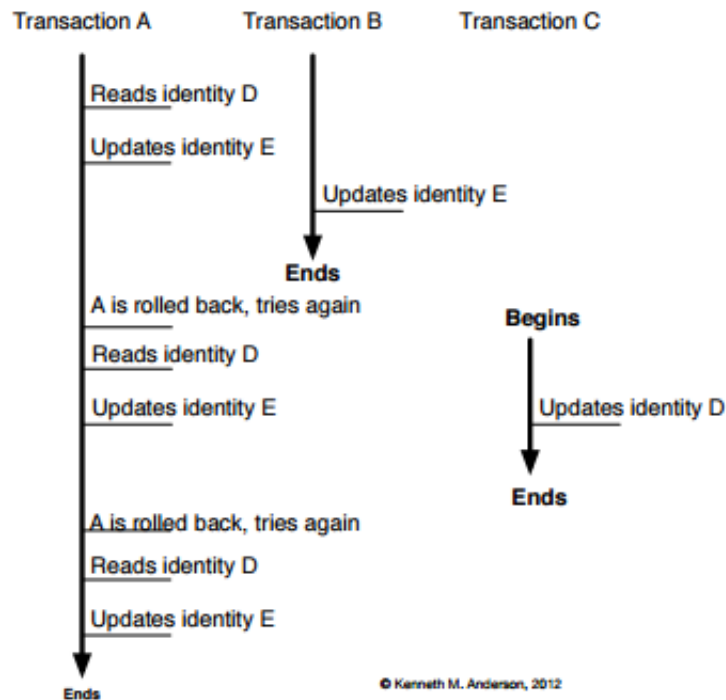 Transaction A
Transaction B
Transaction C
Reads identity D
Updates identity E
Updates identity E
Ends
A is rolled back, tries again
Begins
Reads identity D
Updates identity E
Updates identity D
Ends
A is rolled back, tries again
Reads identity D
Updates identity E
Ends
© Kenneth M. Anderson, 2012